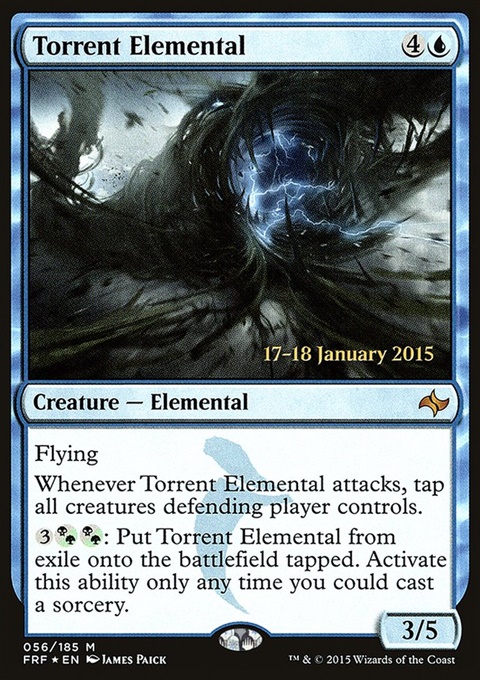 Torrent Elemental 4
17–18 January 2015
Creature — Elemental
Flying
Whenever Torrent Elemental attacks, tap
all creatures defending player controls.
3: Put Torrent Elemental from
exile onto the battlefield tapped. Activate
this ability only any time you could cast
a sorcery.
3/5
056/185 M
FRF ★ EN James Paick
™ & © 2015 Wizards of the Coast